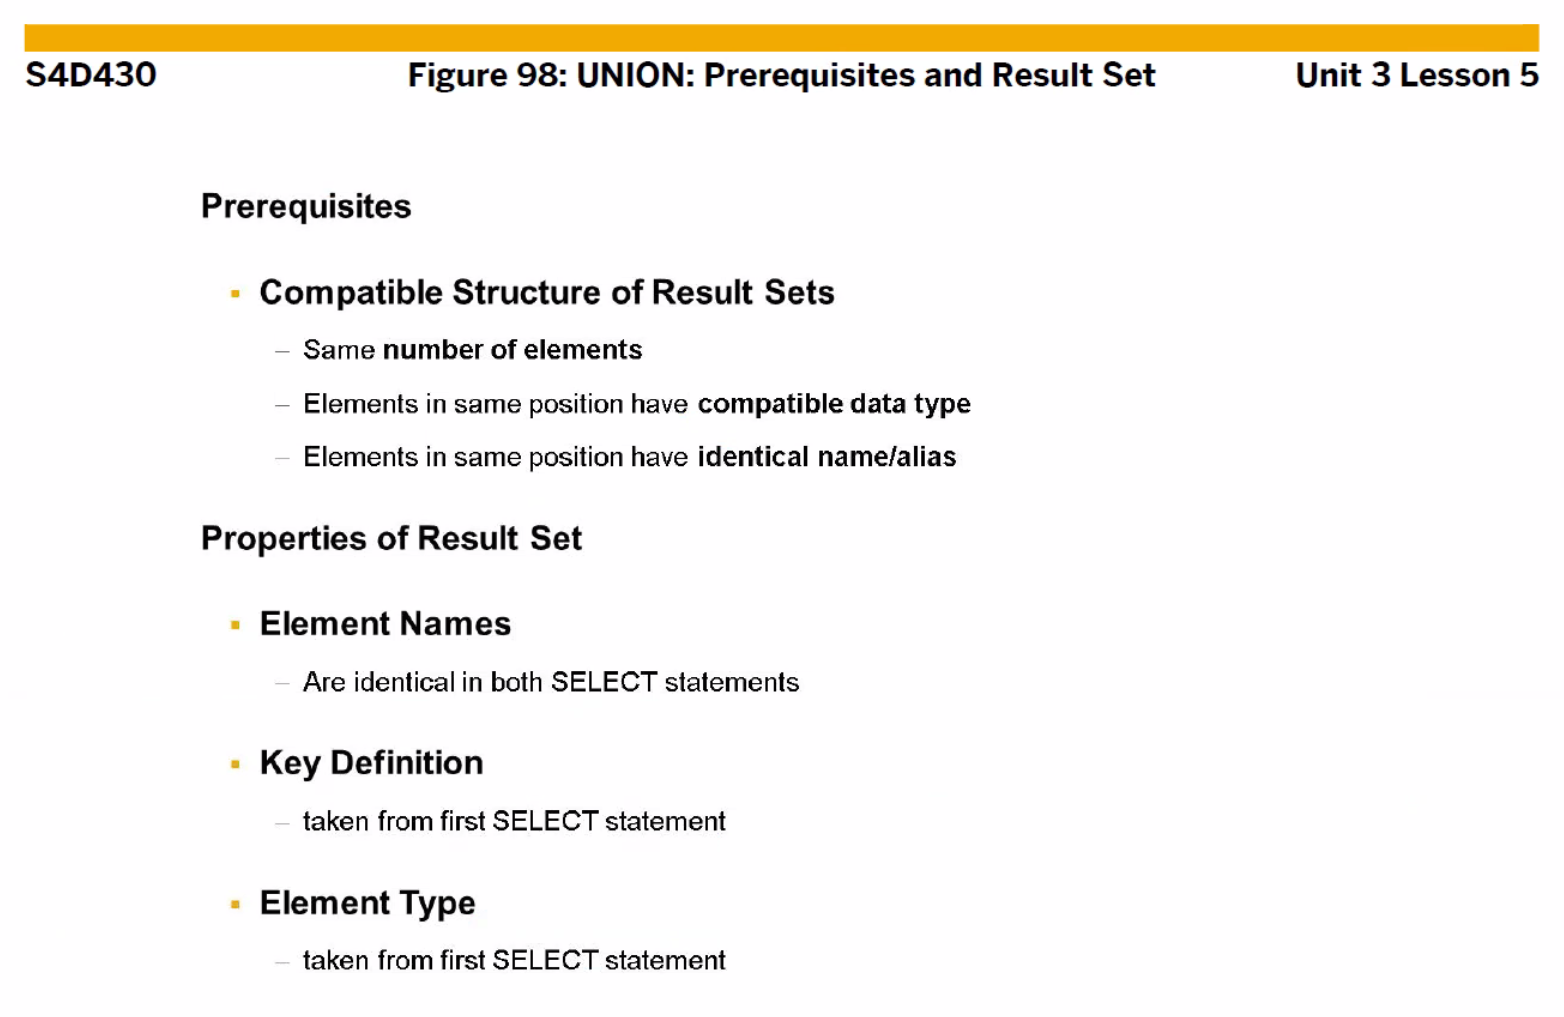 S4D430 Figure 98: UNION: Prerequisites and Result Set Unit 3 Lesson 5
Prerequisites
▪ Compatible Structure of Result Sets
– Same number of elements
– Elements in same position have compatible data type
– Elements in same position have identical name/alias
Properties of Result Set
▪ Element Names
– Are identical in both SELECT statements
▪ Key Definition
– taken from first SELECT statement
▪ Element Type
– taken from first SELECT statement